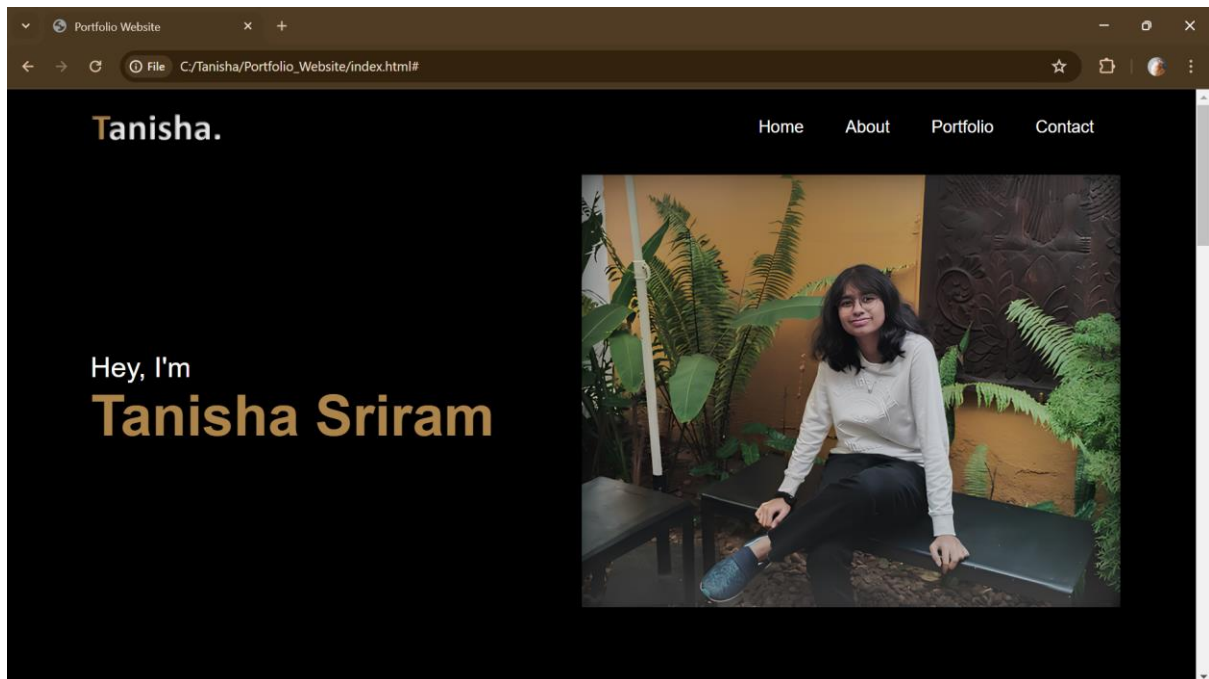 Portfolio Website
File C:/Tanisha/Portfolio_Website/index.html#
Tanisha.
Home About Portfolio Contact
Hey, I'm
Tanisha Sriram